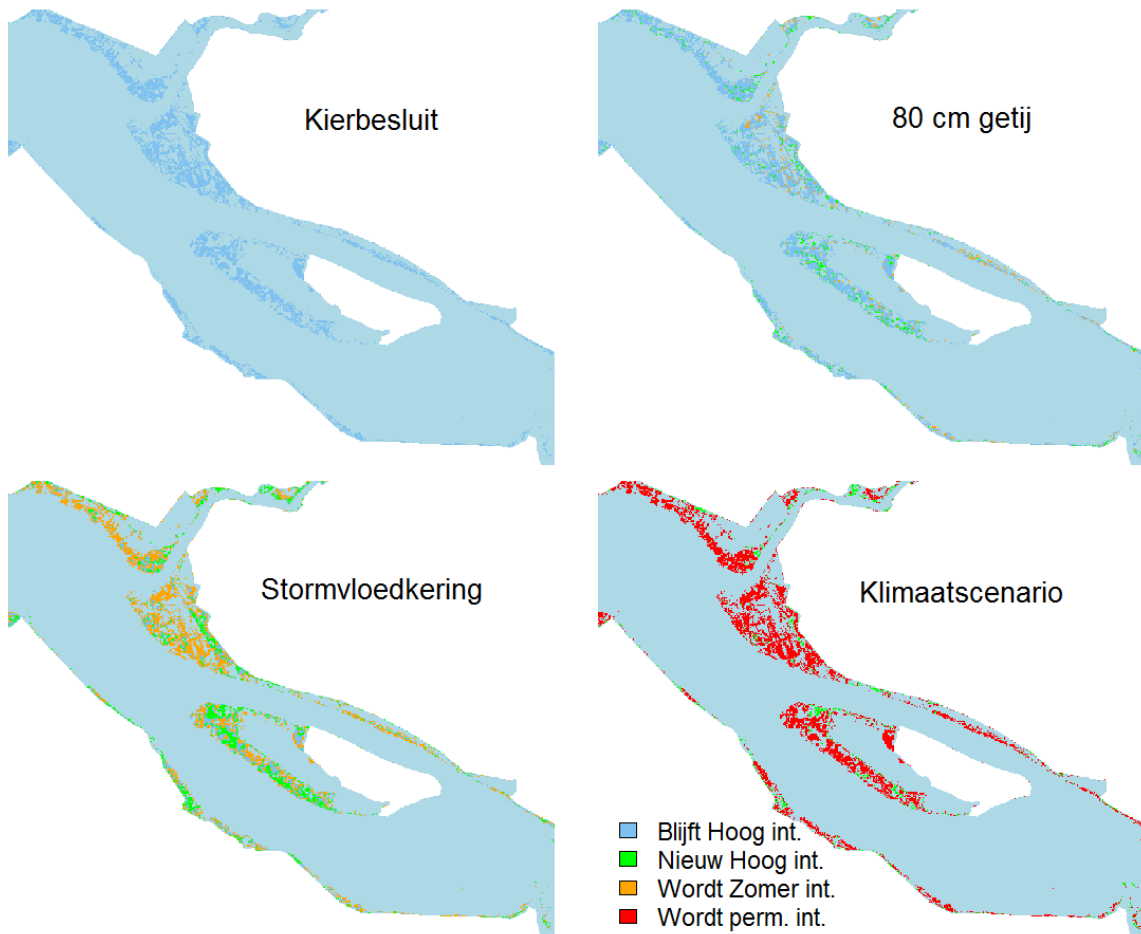 Kierbesluit
80 cm getij
Stormvloedkering
Klimaatscenario
Blijft Hoog int.
Nieuw Hoog int.
Wordt Zomer int.
Wordt perm. int.